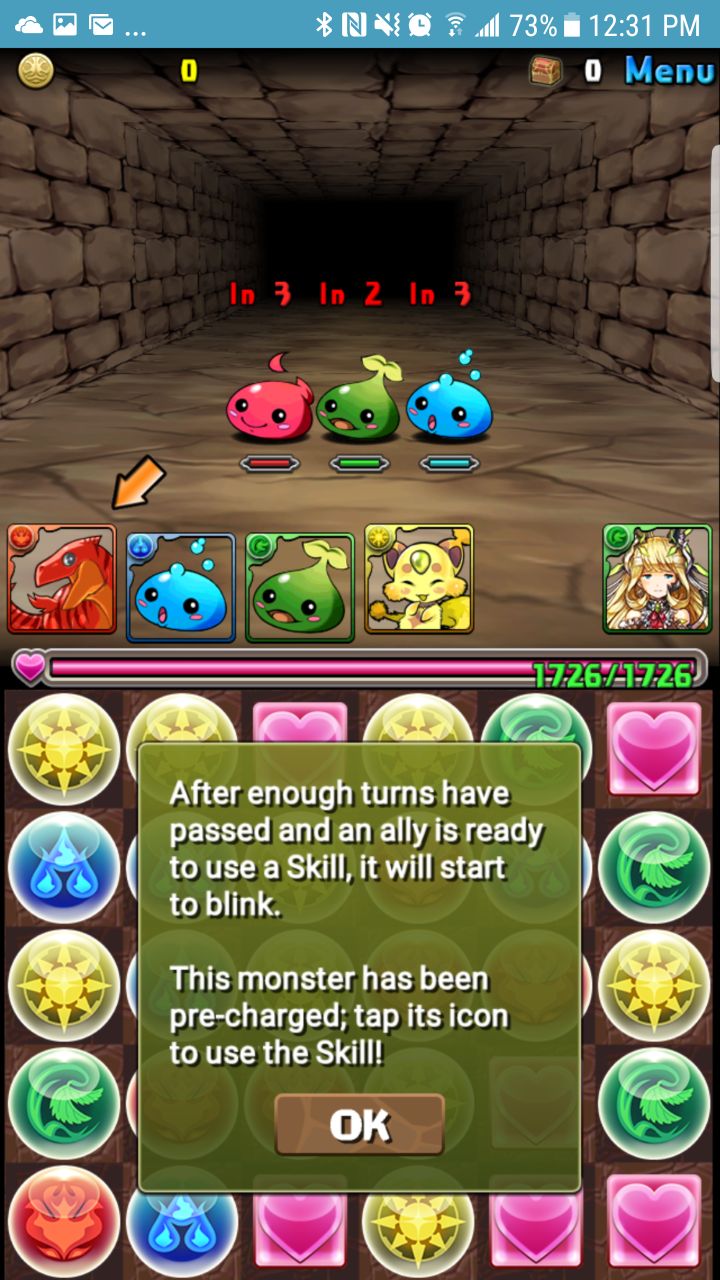 ... 73% 12:31 PM
0 0 Menu
In 3 In 2 In 3
1726/1726
After enough turns have
passed and an ally is ready
to use a Skill, it will start
to blink.
This monster has been
pre-charged; tap its icon
to use the Skill!
OK